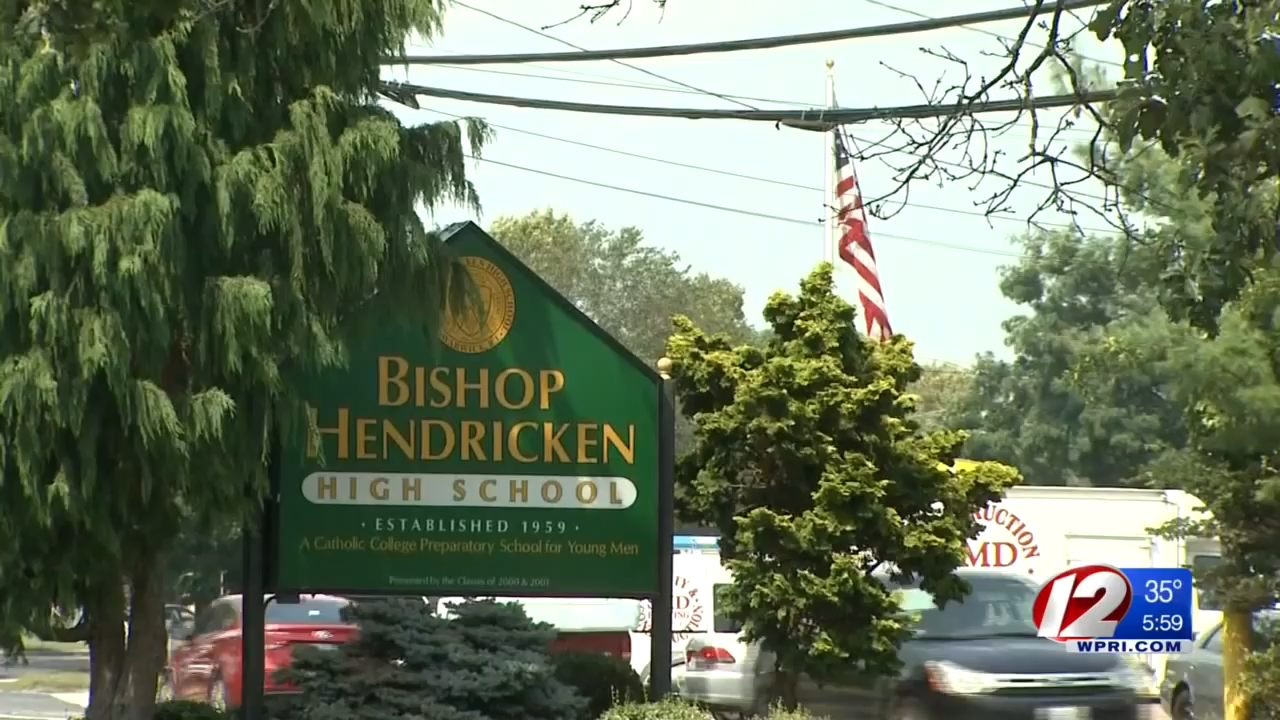 BISHOP
HENDRICKEN
HIGH SCHOOL
· ESTABLISHED 1959 ·
A Catholic College Preparatory School for Young Men
Presented by the Classes of 2000 & 2001
MD
12
35°
5:59
WPRI.COM